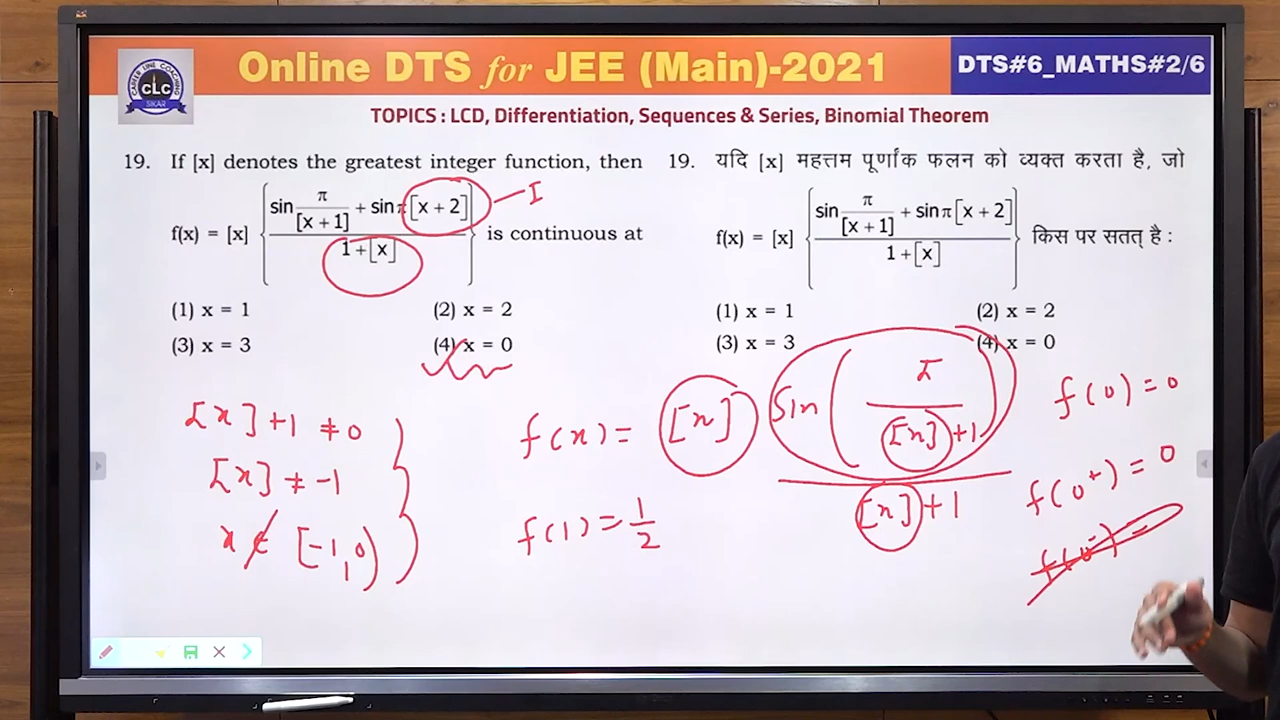 CAREER LINE COACHING
CLC
SIKAR
Online DTS for JEE (Main)-2021
DTS#6_MATHS#2/6
TOPICS : LCD, Differentiation, Sequences & Series, Binomial Theorem
19. If [x] denotes the greatest integer function, then
f(x) = [x] { (sin π/[x + 1] + sinπ[x + 2]) / (1+[x]) } is continuous at
I
(1) x = 1
(2) x = 2
(3) x = 3
(4) x = 0
19. यदि [x] महत्तम पूर्णांक फलन को व्यक्त करता है, जो
f(x) = [x] { (sin π/[x + 1] + sinπ[x + 2]) / (1+[x]) } किस पर सतत् है :
(1) x = 1
(2) x = 2
(3) x = 3
(4) x = 0
[x]+1 ≠0
[x] ≠ -1
x ∉ [-1,0)
f(x) = [x] sin(π/([x]+1)) / ([x]+1)
f(1) = 1/2
f(0) = 0
f(0+) = 0
f(0-) =